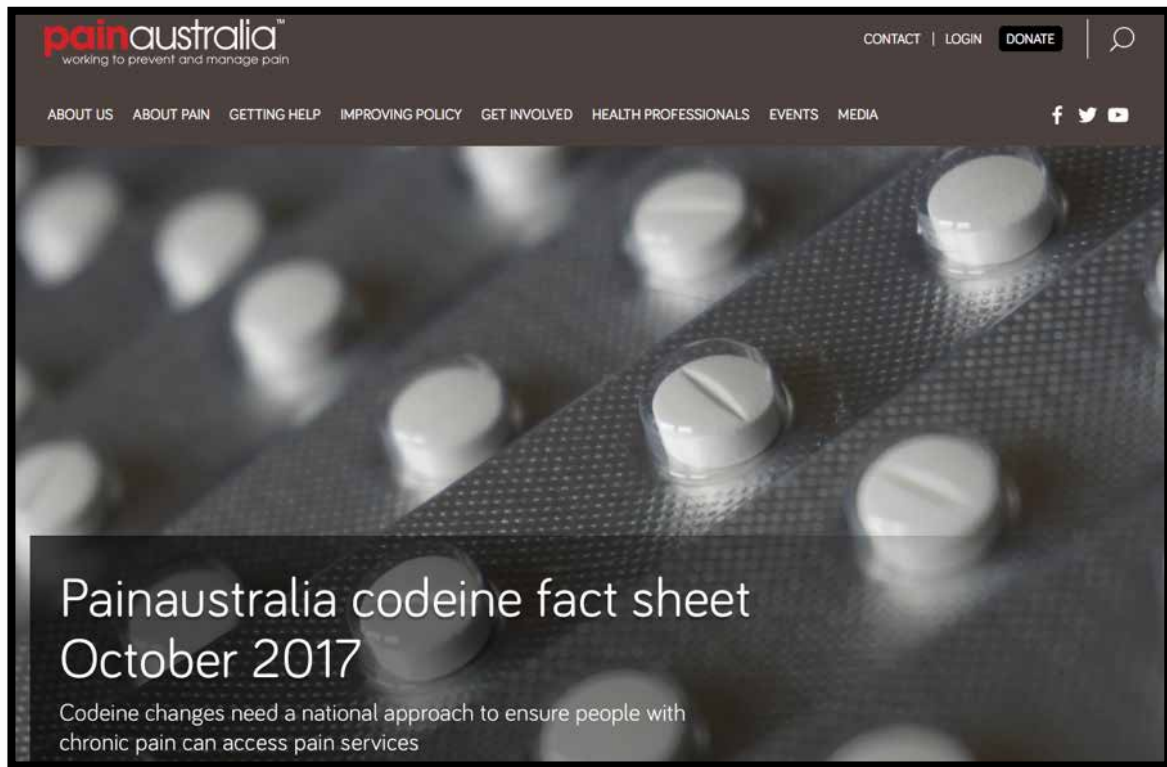 painaustralia™
working to prevent and manage pain
CONTACT | LOGIN DONATE
ABOUT US ABOUT PAIN GETTING HELP IMPROVING POLICY GET INVOLVED HEALTH PROFESSIONALS EVENTS MEDIA
Painaustralia codeine fact sheet
October 2017
Codeine changes need a national approach to ensure people with
chronic pain can access pain services